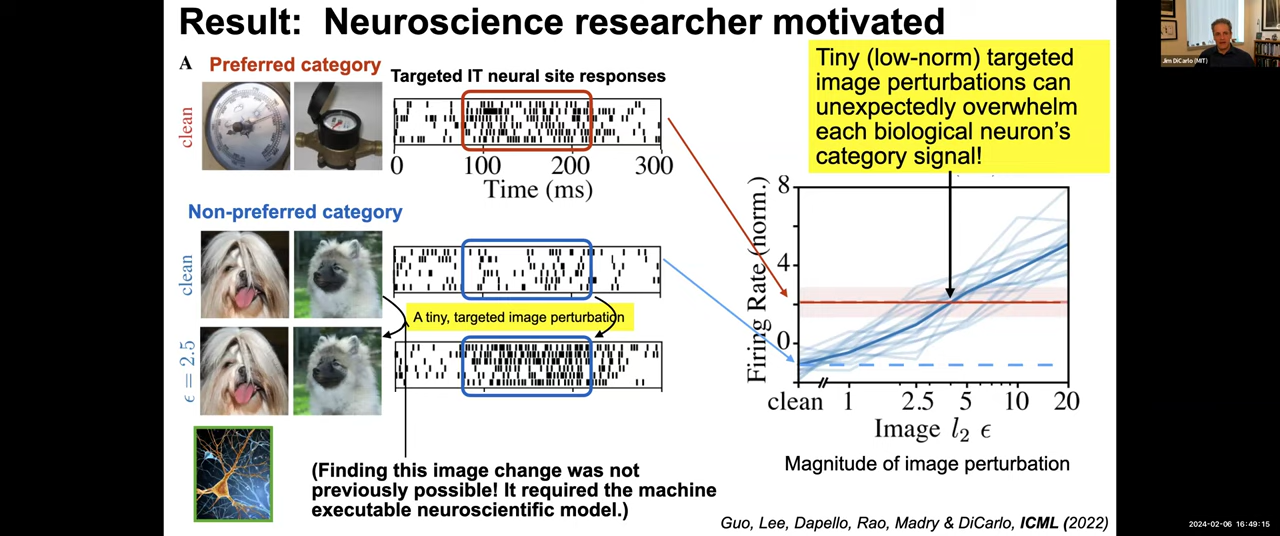 Result: Neuroscience researcher motivated
A Preferred category
Targeted IT neural site responses
clean
0 100 200 300
Time (ms)
Non-preferred category
clean
A tiny, targeted image perturbation
ϵ = 2.5
(Finding this image change was not
previously possible! It required the machine
executable neuroscientific model.)
Tiny (low-norm) targeted
image perturbations can
unexpectedly overwhelm
each biological neuron's
category signal!
Firing Rate (norm.)
8
4
0
clean 1 2.5 5 10 20
Image l₂ ϵ
Magnitude of image perturbation
Guo, Lee, Dapello, Rao, Madry & DiCarlo, ICML (2022)
Jim DiCarlo (MIT)
2024-02-06 16:49:15